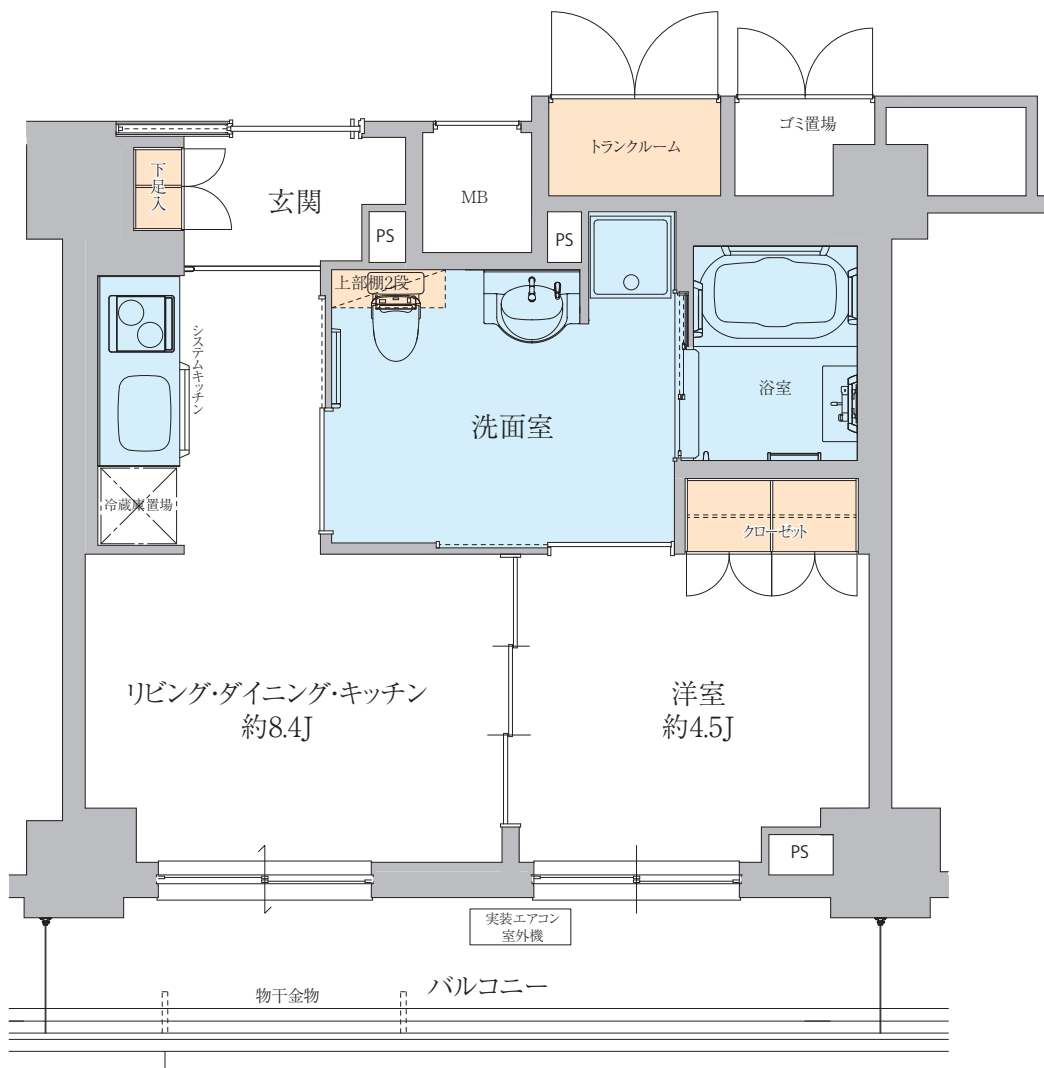 ゴミ置場
トランクルーム
下足入
玄関
MB
PS
PS
上部棚2段
システムキッチン
浴室
洗面室
冷蔵庫置場
クローゼット
リビング・ダイニング・キッチン
約8.4J
洋室
約4.5J
PS
実装エアコン
室外機
バルコニー
物干金物